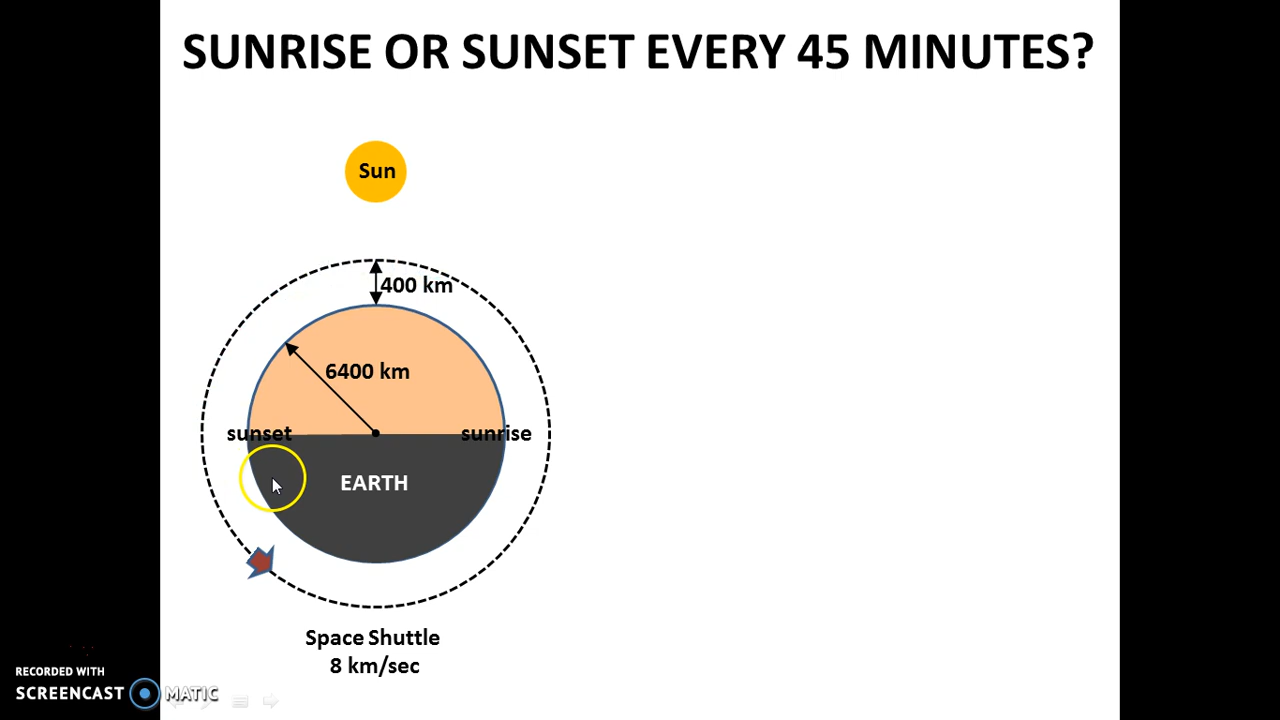 SUNRISE OR SUNSET EVERY 45 MINUTES?
Sun
400 km
6400 km
sunset
sunrise
EARTH
Space Shuttle
8 km/sec
RECORDED WITH
SCREENCAST MATIC